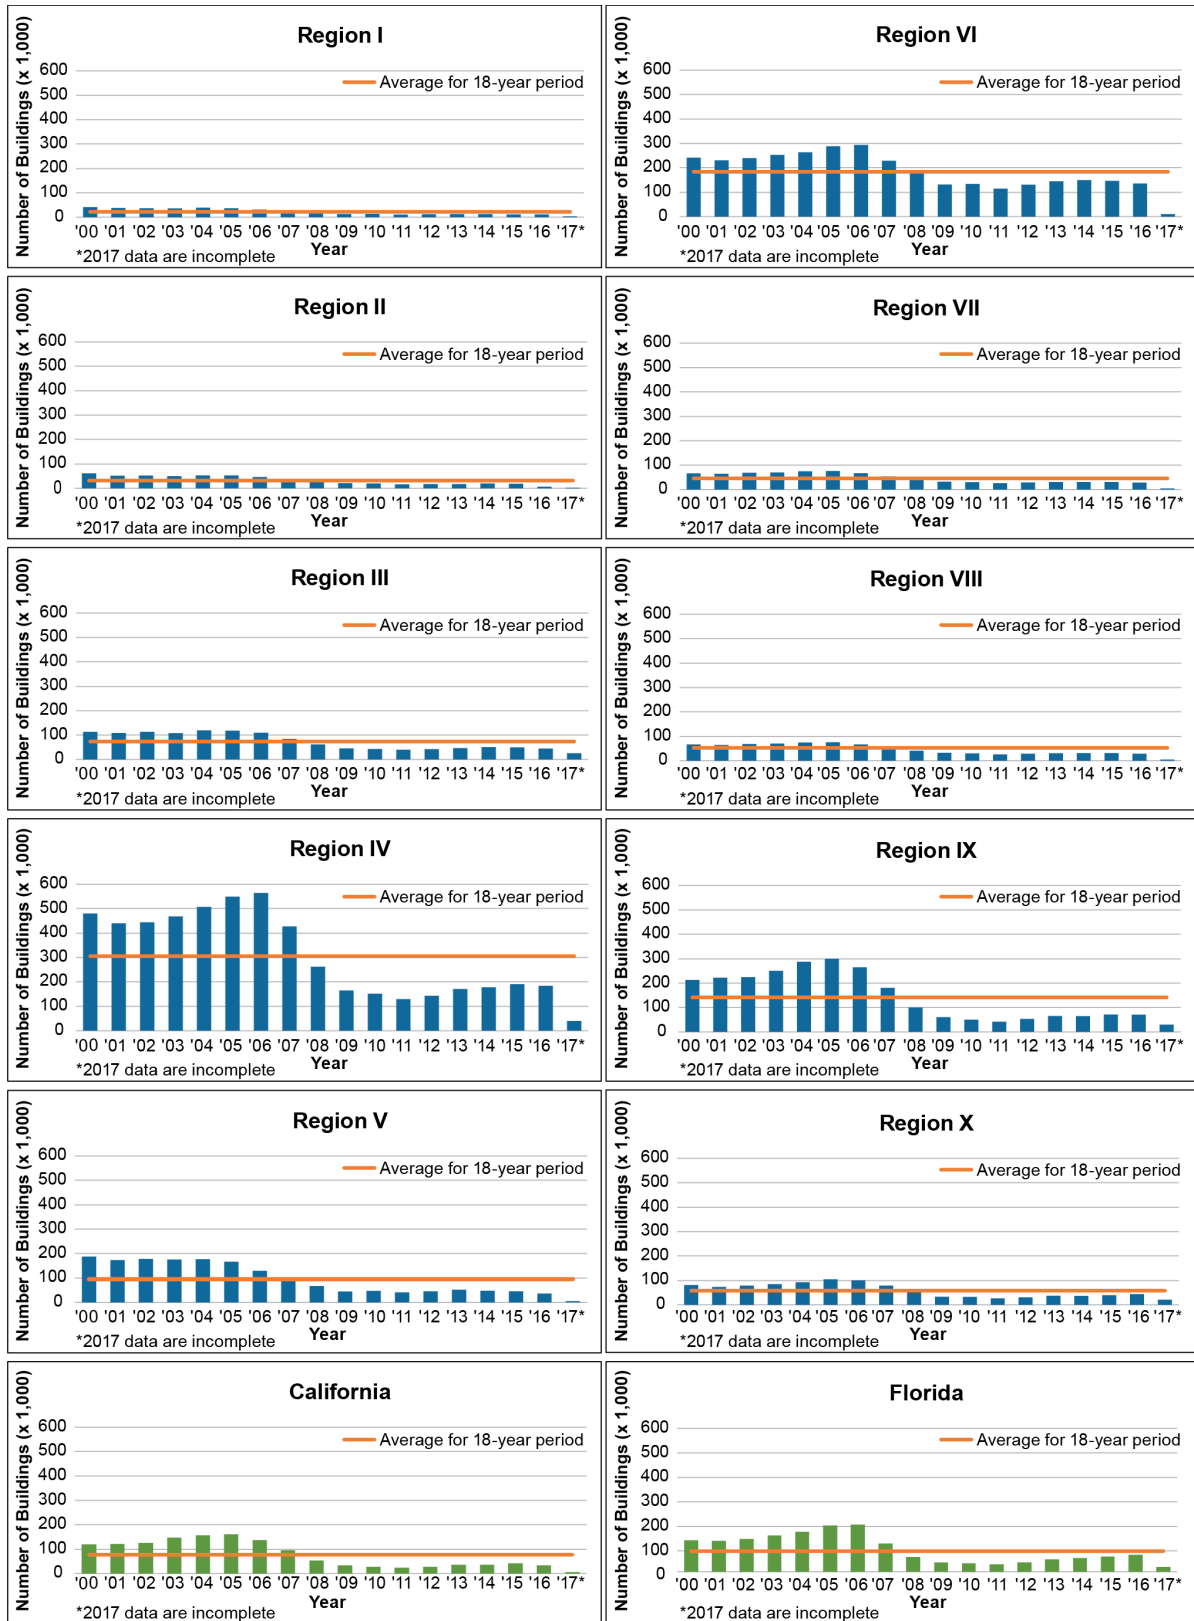 Region I
Number of Buildings (x 1,000)
Average for 18-year period
600
500
400
300
200
100
0
'00 '01 '02 '03 '04 '05 '06 '07 '08 '09 '10 '11 '12 '13 '14 '15 '16 '17*
Year
*2017 data are incomplete
Region VI
Number of Buildings (x 1,000)
Average for 18-year period
600
500
400
300
200
100
0
'00 '01 '02 '03 '04 '05 '06 '07 '08 '09 '10 '11 '12 '13 '14 '15 '16 '17*
Year
*2017 data are incomplete
Region II
Number of Buildings (x 1,000)
Average for 18-year period
600
500
400
300
200
100
0
'00 '01 '02 '03 '04 '05 '06 '07 '08 '09 '10 '11 '12 '13 '14 '15 '16 '17*
Year
*2017 data are incomplete
Region VII
Number of Buildings (x 1,000)
Average for 18-year period
600
500
400
300
200
100
0
'00 '01 '02 '03 '04 '05 '06 '07 '08 '09 '10 '11 '12 '13 '14 '15 '16 '17*
Year
*2017 data are incomplete
Region III
Number of Buildings (x 1,000)
Average for 18-year period
600
500
400
300
200
100
0
'00 '01 '02 '03 '04 '05 '06 '07 '08 '09 '10 '11 '12 '13 '14 '15 '16 '17*
Year
*2017 data are incomplete
Region VIII
Number of Buildings (x 1,000)
Average for 18-year period
600
500
400
300
200
100
0
'00 '01 '02 '03 '04 '05 '06 '07 '08 '09 '10 '11 '12 '13 '14 '15 '16 '17*
Year
*2017 data are incomplete
Region IV
Number of Buildings (x 1,000)
Average for 18-year period
600
500
400
300
200
100
0
'00 '01 '02 '03 '04 '05 '06 '07 '08 '09 '10 '11 '12 '13 '14 '15 '16 '17*
Year
*2017 data are incomplete
Region IX
Number of Buildings (x 1,000)
Average for 18-year period
600
500
400
300
200
100
0
'00 '01 '02 '03 '04 '05 '06 '07 '08 '09 '10 '11 '12 '13 '14 '15 '16 '17*
Year
*2017 data are incomplete
Region V
Number of Buildings (x 1,000)
Average for 18-year period
600
500
400
300
200
100
0
'00 '01 '02 '03 '04 '05 '06 '07 '08 '09 '10 '11 '12 '13 '14 '15 '16 '17*
Year
*2017 data are incomplete
Region X
Number of Buildings (x 1,000)
Average for 18-year period
600
500
400
300
200
100
0
'00 '01 '02 '03 '04 '05 '06 '07 '08 '09 '10 '11 '12 '13 '14 '15 '16 '17*
Year
*2017 data are incomplete
California
Number of Buildings (x 1,000)
Average for 18-year period
600
500
400
300
200
100
0
'00 '01 '02 '03 '04 '05 '06 '07 '08 '09 '10 '11 '12 '13 '14 '15 '16 '17*
Year
*2017 data are incomplete
Florida
Number of Buildings (x 1,000)
Average for 18-year period
600
500
400
300
200
100
0
'00 '01 '02 '03 '04 '05 '06 '07 '08 '09 '10 '11 '12 '13 '14 '15 '16 '17*
Year
*2017 data are incomplete